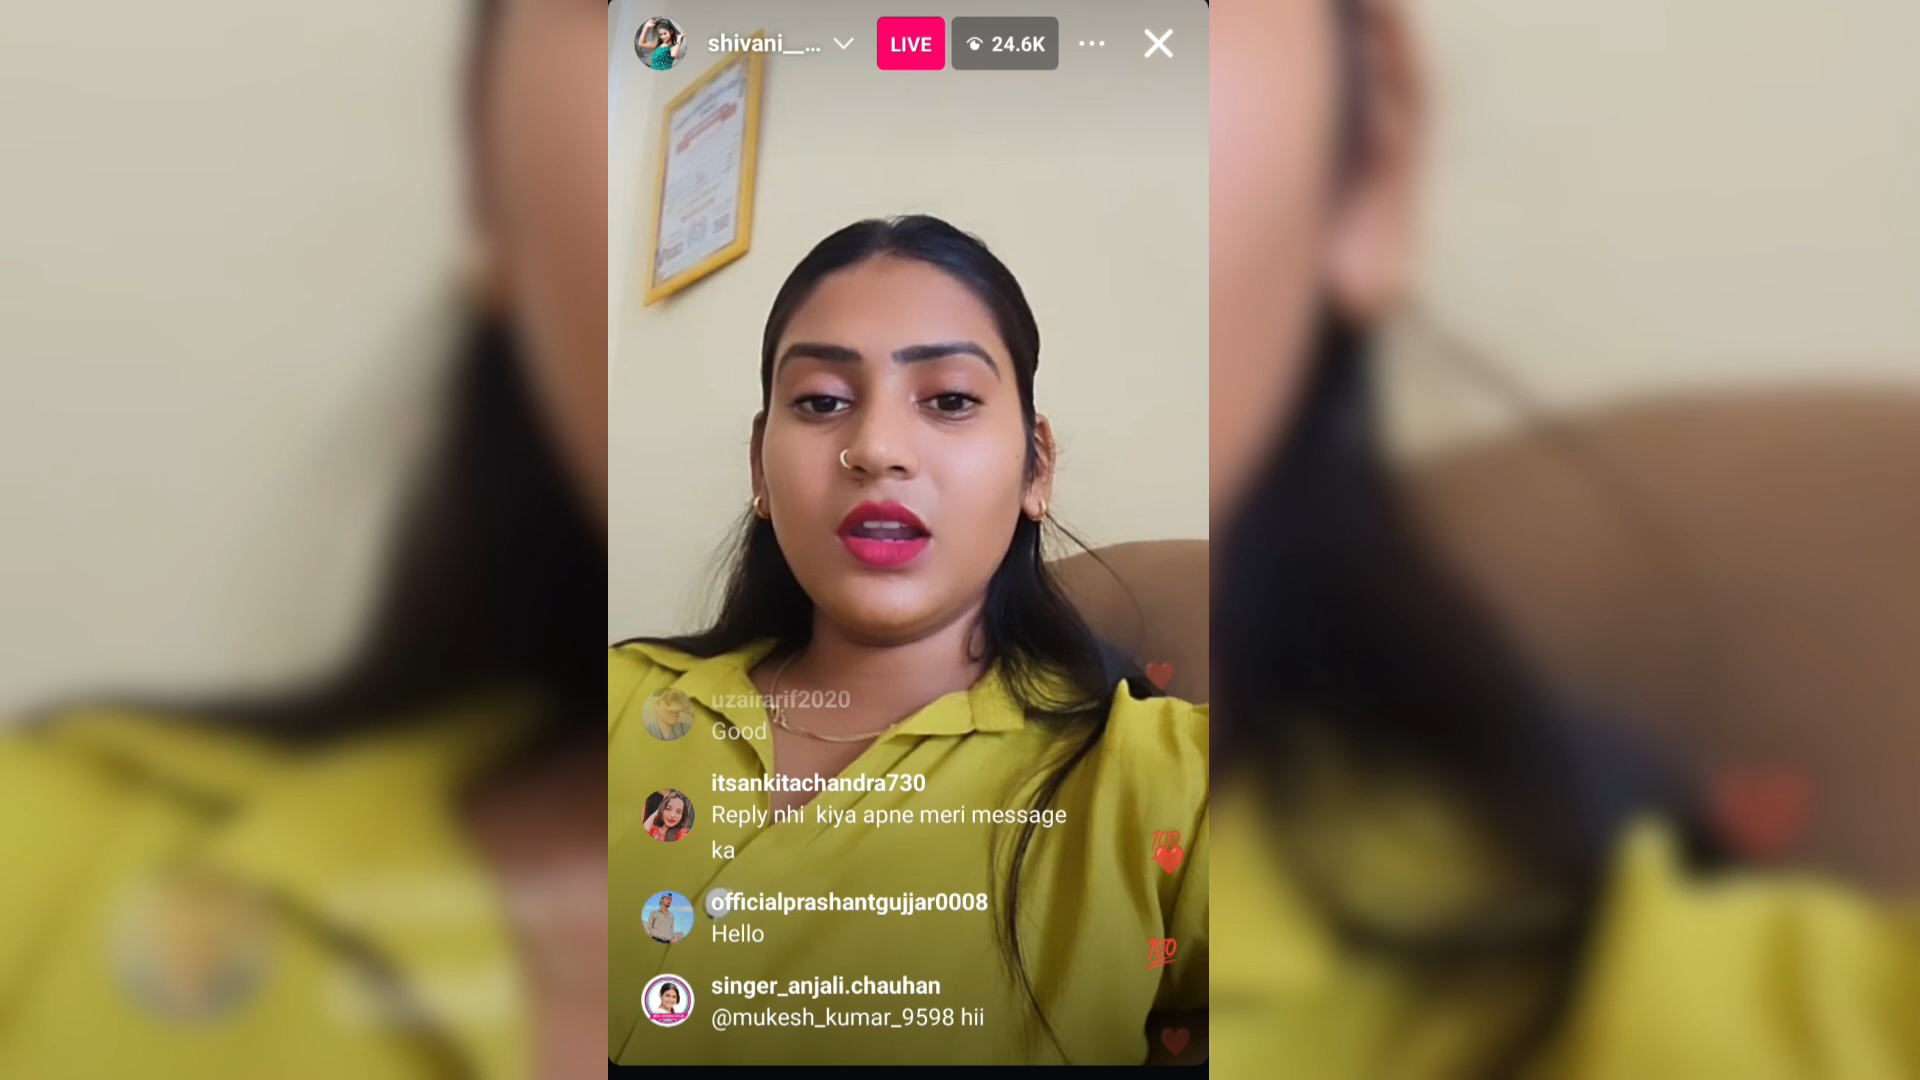 shivani__...
LIVE
24.6K
uzairarif2020
Good
itsankitachandra730
Reply nhi kiya apne meri message
ka
officialprashantgujjar0008
Hello
singer_anjali.chauhan
@mukesh_kumar_9598 hii